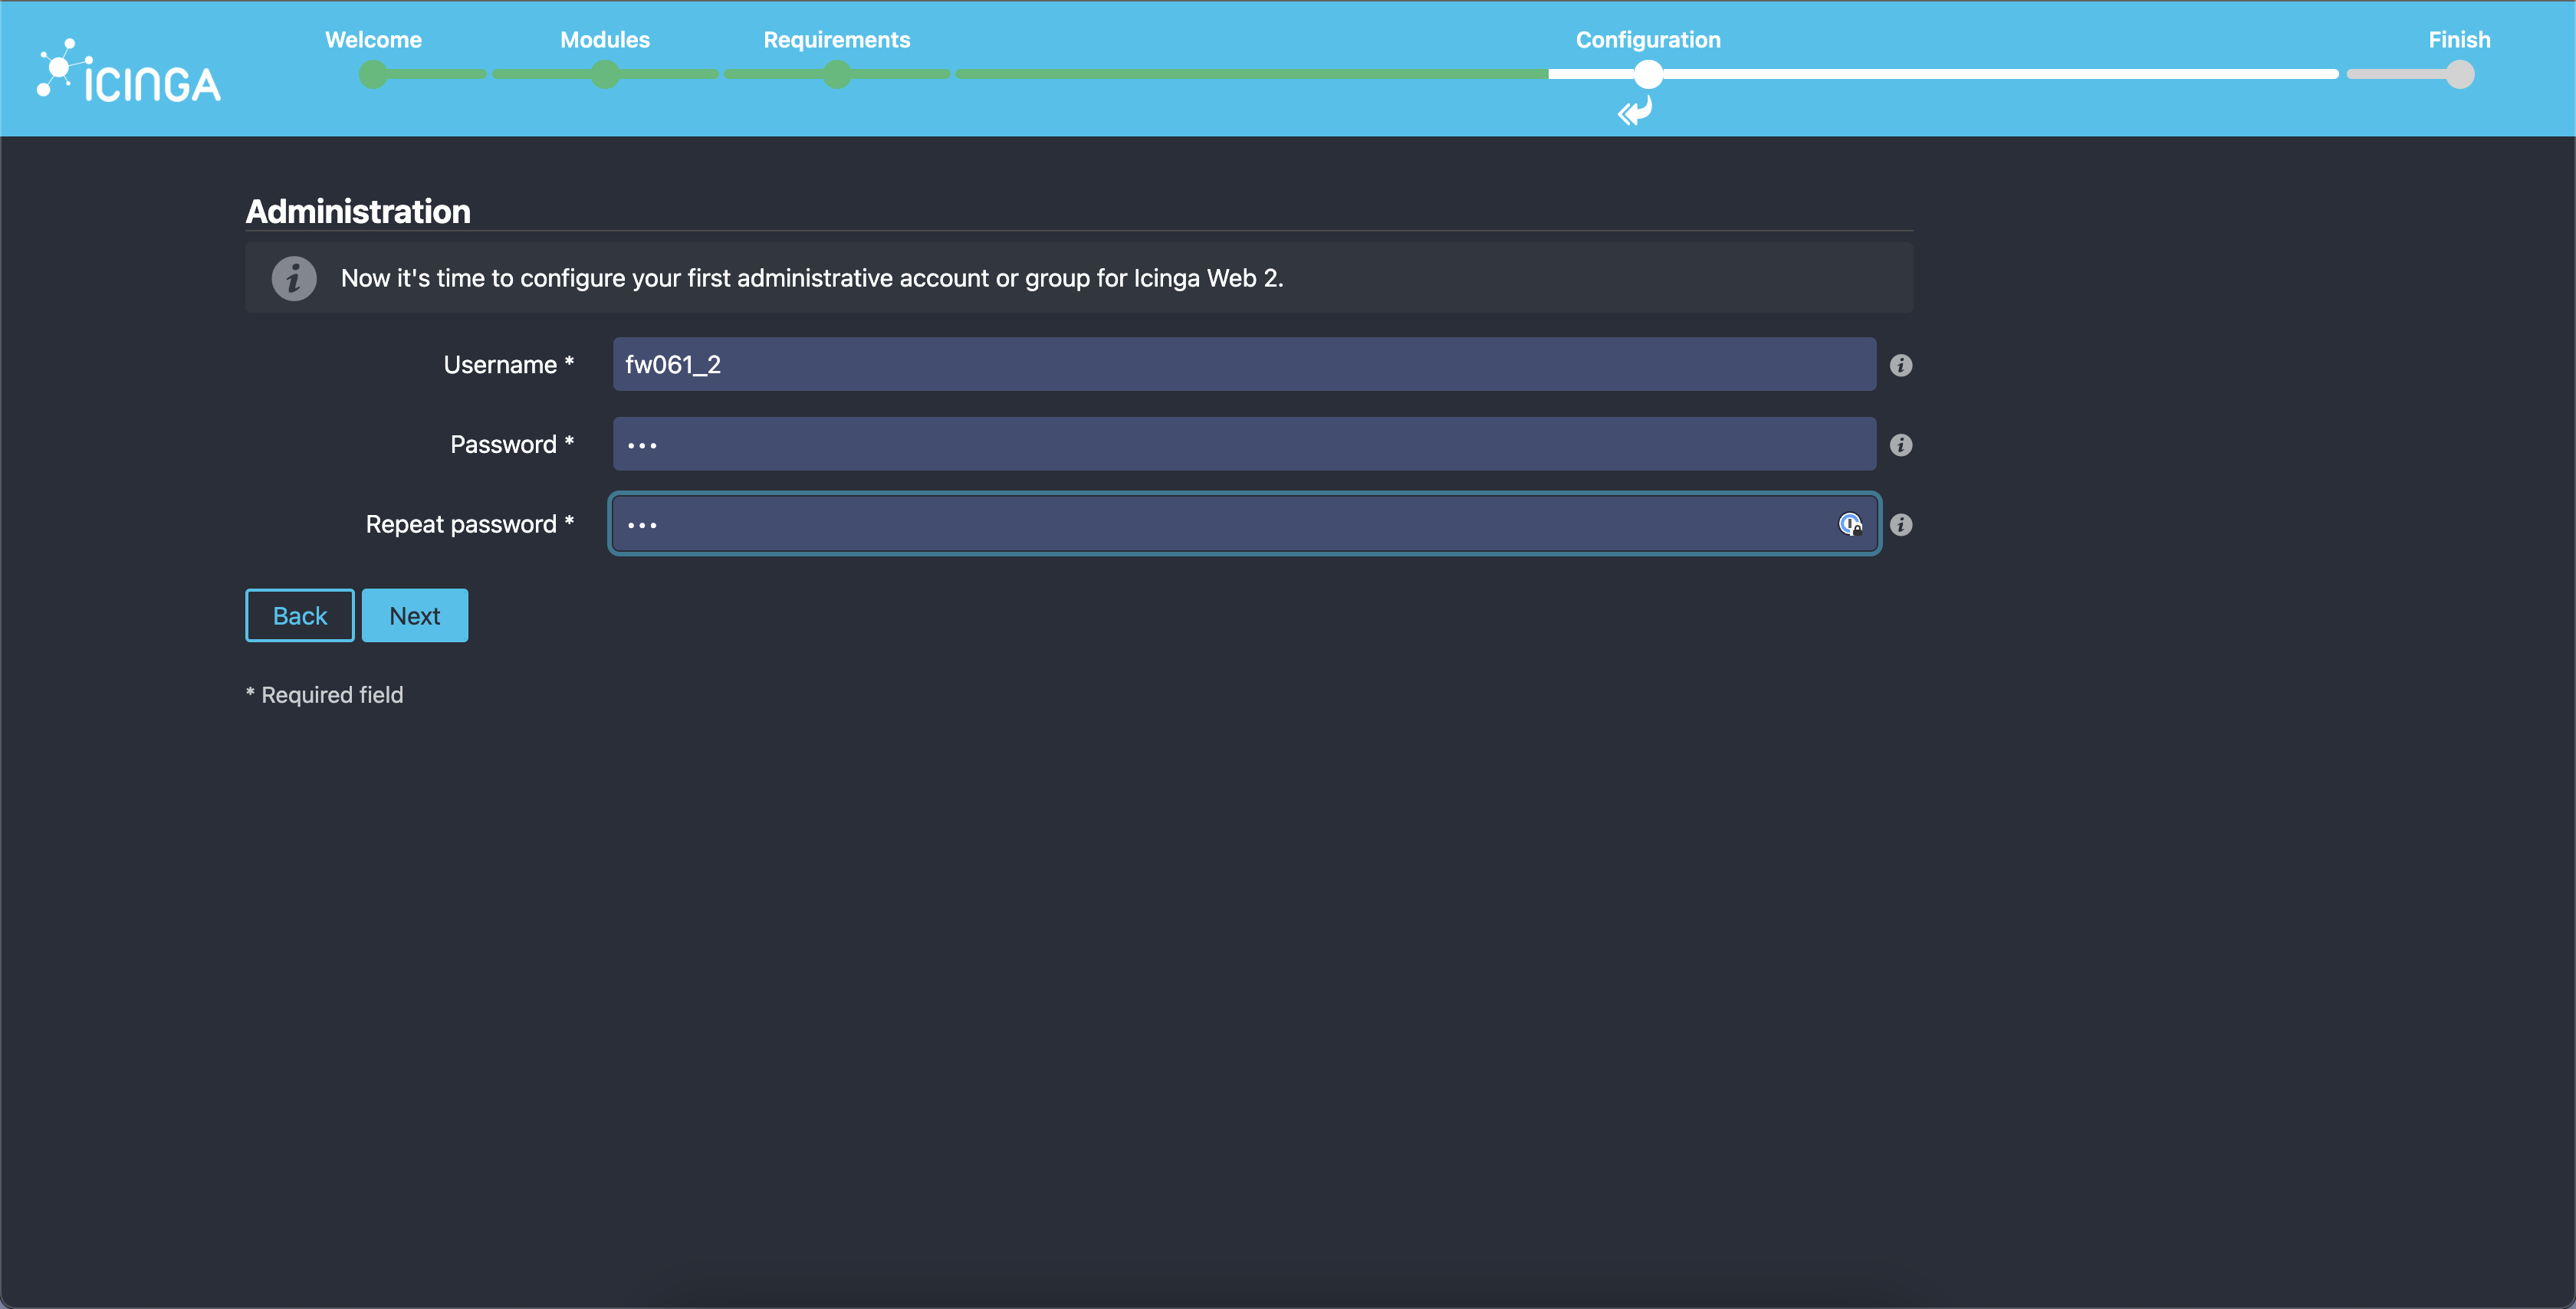 Welcome
Modules
Requirements
Configuration
Finish
ICINGA
Administration
Now it's time to configure your first administrative account or group for Icinga Web 2.
Username *
fw061_2
Password *
•••
Repeat password *
•••
Back
Next
* Required field